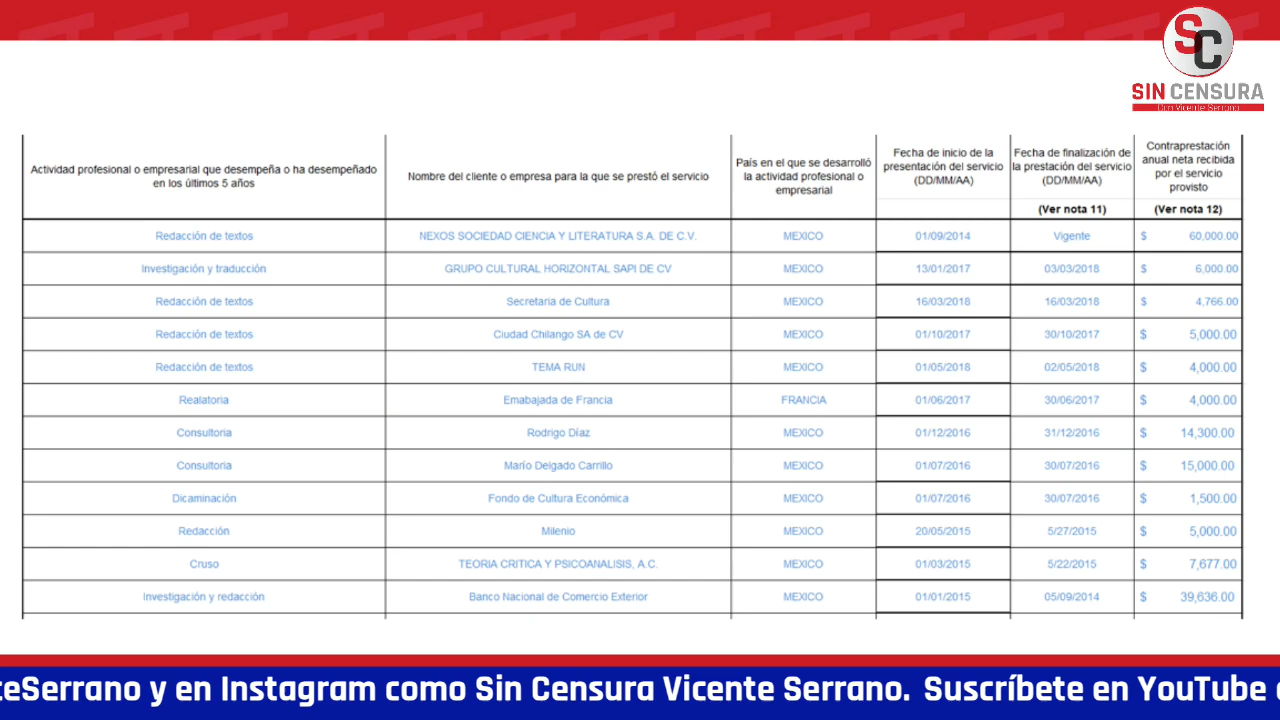 SC
SIN CENSURA
Con Vicente Serrano
Actividad profesional o empresarial que desempeña o ha desempeñado en los últimos 5 años
Nombre del cliente o empresa para la que se prestó el servicio
País en el que se desarrolló la actividad profesional o empresarial
Fecha de inicio de la presentación del servicio (DD/MM/AA)
Fecha de finalización de la prestación del servicio (DD/MM/AA)
Contraprestación anual neta recibida por el servicio provisto
(Ver nota 11) (Ver nota 12)
Redacción de textos NEXOS SOCIEDAD CIENCIA Y LITERATURA S.A. DE C.V. MEXICO 01/09/2014 Vigente $ 60,000.00
Investigación y traducción GRUPO CULTURAL HORIZONTAL SAPI DE CV MEXICO 13/01/2017 03/03/2018 $ 6,000.00
Redacción de textos Secretaria de Cultura MEXICO 16/03/2018 16/03/2018 $ 4,766.00
Redacción de textos Ciudad Chilango SA de CV MEXICO 01/10/2017 30/10/2017 $ 5,000.00
Redacción de textos TEMA RUN MEXICO 01/05/2018 02/05/2018 $ 4,000.00
Realatoria Emabajada de Francia FRANCIA 01/06/2017 30/06/2017 $ 4,000.00
Consultoria Rodrigo Díaz MEXICO 01/12/2016 31/12/2016 $ 14,300.00
Consultoria Marío Delgado Carrillo MEXICO 01/07/2016 30/07/2016 $ 15,000.00
Dicaminación Fondo de Cultura Económica MEXICO 01/07/2016 30/07/2016 $ 1,500.00
Redacción Milenio MEXICO 20/05/2015 5/27/2015 $ 5,000.00
Cruso TEORIA CRITICA Y PSICOANALISIS, A.C. MEXICO 01/03/2015 5/22/2015 $ 7,677.00
Investigación y redacción Banco Nacional de Comercio Exterior MEXICO 01/01/2015 05/09/2014 $ 39,636.00
teSerrano y en Instagram como Sin Censura Vicente Serrano. Suscríbete en YouTube